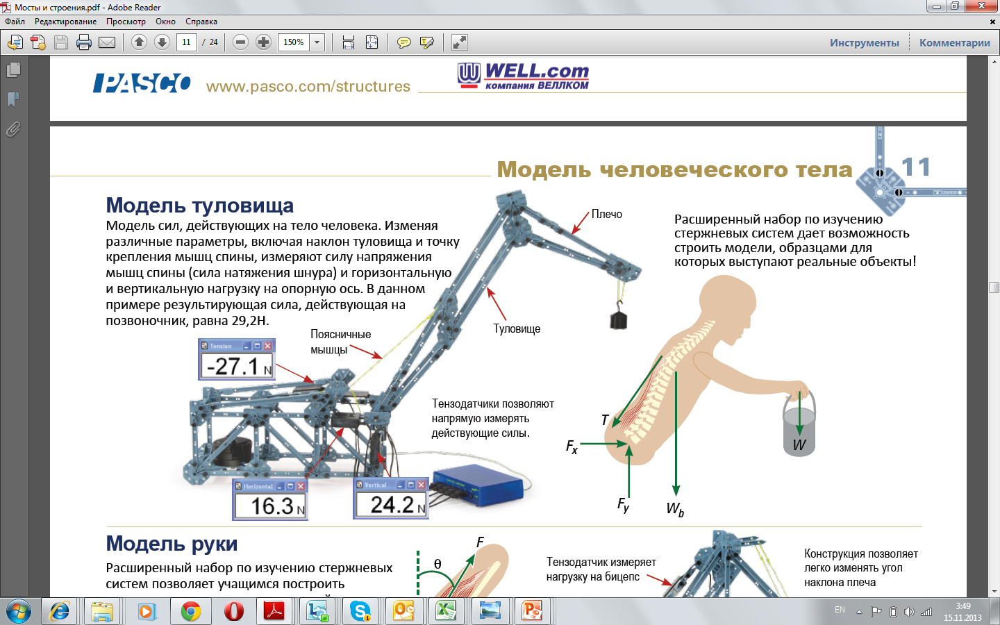 Мосты и строения.pdf - Adobe Reader
Файл Редактирование Просмотр Окно Справка
11 / 24 150% Инструменты Комментарии
PASCO www.pasco.com/structures WELL.com
компания ВЕЛЛКОМ
Модель человеческого тела 11
Модель туловища
Модель сил, действующих на тело человека. Изменяя
различные параметры, включая наклон туловища и точку
крепления мышц спины, измеряют силу напряжения
мышц спины (сила натяжения шнура) и горизонтальную
и вертикальную нагрузку на опорную ось. В данном
примере результирующая сила, действующая на
позвоночник, равна 29,2Н.
Плечо
Расширенный набор по изучению
стержневых систем дает возможность
строить модели, образцами для
которых выступают реальные объекты!
Туловище
Поясничные
мышцы
Tension
-27.1 N
Тензодатчики позволяют
напрямую измерять
действующие силы.
Horizontal
16.3 N
Vertical
24.2 N
T
Fx
Fy
Wb
W
Модель руки
Расширенный набор по изучению стержневых
систем позволяет учащимся построить
F
θ
Тензодатчик измеряет
нагрузку на бицепс
Конструкция позволяет
легко изменять угол
наклона плеча
EN 3:49
15.11.2013